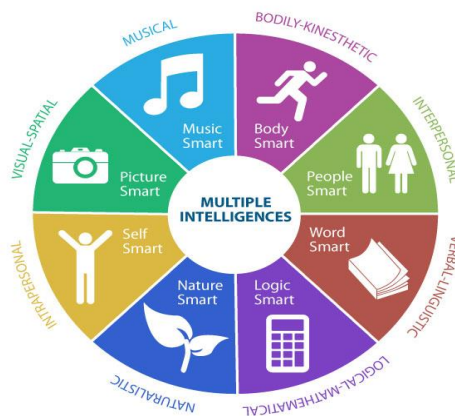 MUSICAL
BODILY-KINESTHETIC
VISUAL-SPATIAL
INTERPERSONAL
Music
Smart
Body
Smart
Picture
Smart
People
Smart
MULTIPLE
INTELLIGENCES
Self
Smart
Word
Smart
Nature
Smart
Logic
Smart
INTRAPERSONAL
VERBAL-LINGUISTIC
NATURALISTIC
LOGICAL-MATHEMATICAL